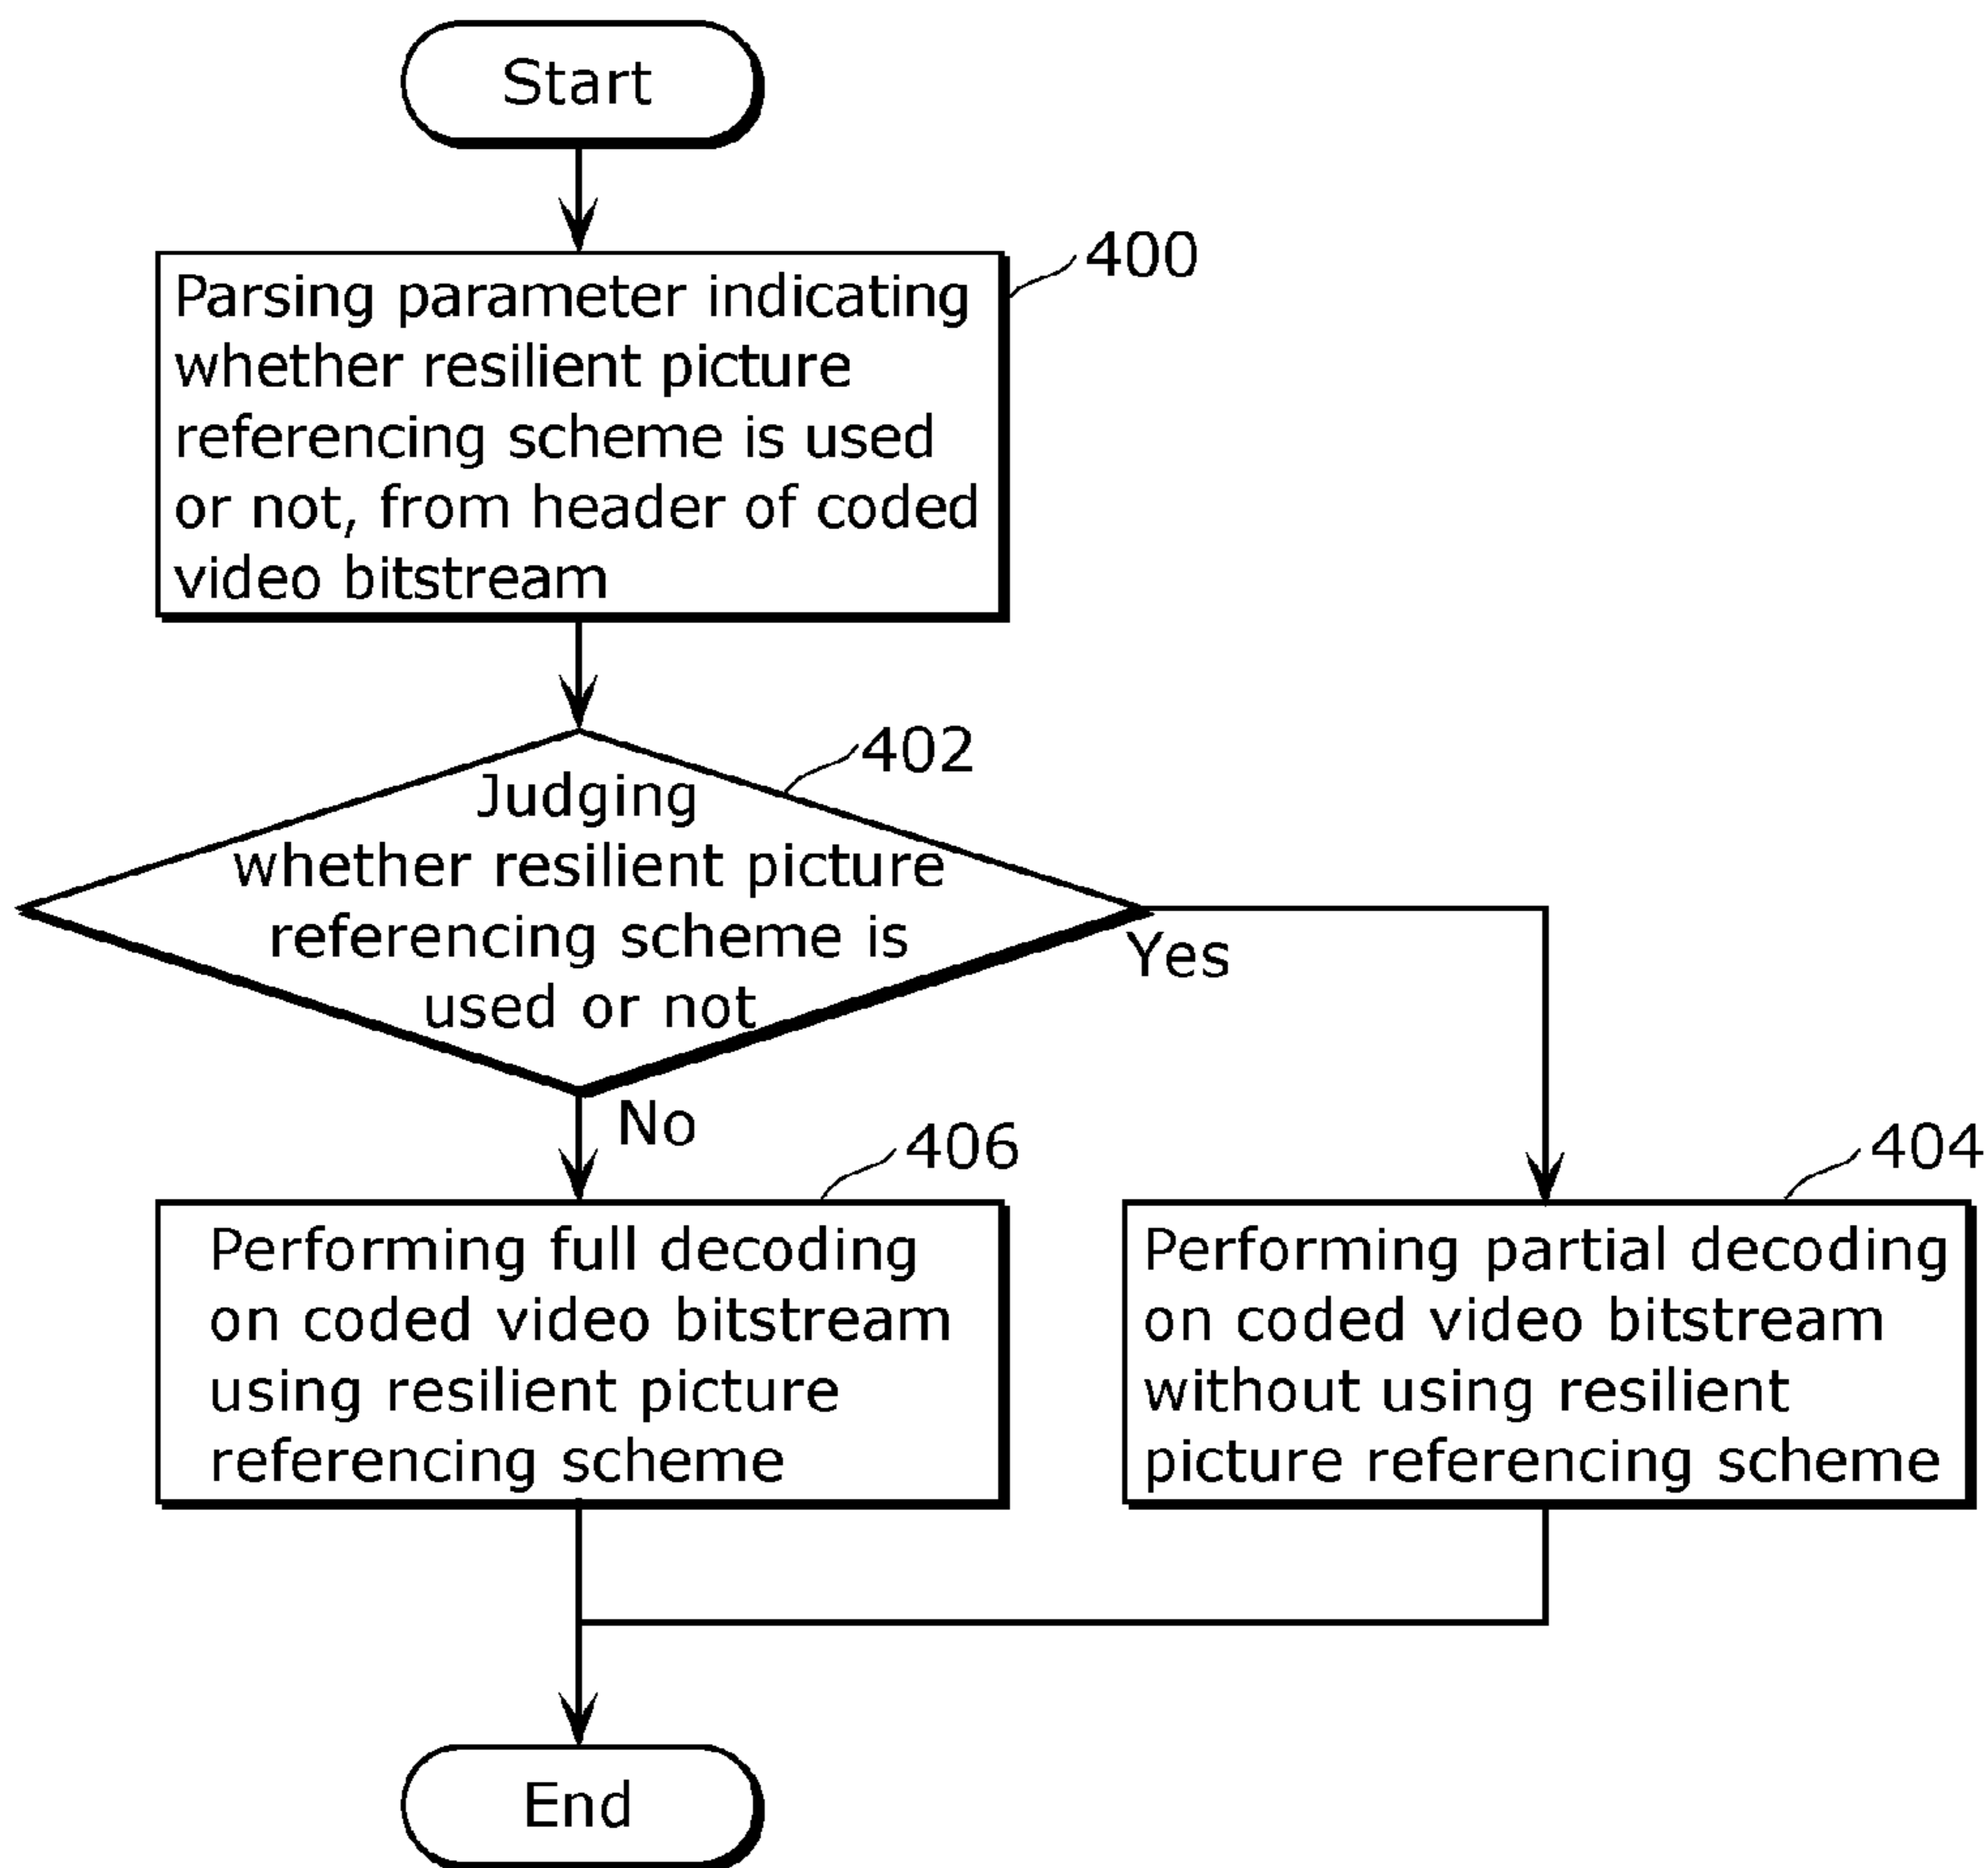 Start
400
Parsing parameter indicating
whether resilient picture
referencing scheme is used
or not, from header of coded
video bitstream
402
Judging
whether resilient picture
referencing scheme is
used or not
Yes
No
406
Performing full decoding
on coded video bitstream
using resilient picture
referencing scheme
404
Performing partial decoding
on coded video bitstream
without using resilient
picture referencing scheme
End